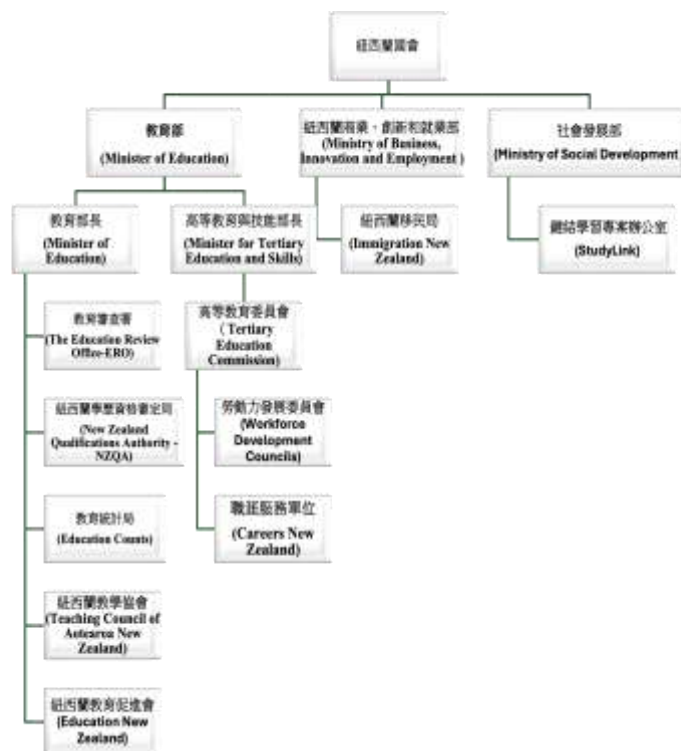 紐西蘭國會
教育部
(Minister of Education)
紐西蘭商業、創新和就業部
(Ministry of Business,
Innovation and Employment )
社會發展部
(Ministry of Social Development
教育部長
(Minister of
Education)
高等教育與技能部長
(Minister for Tertiary
Education and Skills)
紐西蘭移民局
(Immigration New
Zealand)
鏈結學習專案辦公室
(StudyLink)
教育審查署
(The Education Review
Office-ERO)
高等教育委員會
（Tertiary
Education
Commission)
紐西蘭學歷資格審定局
(New Zealand
Qualifications Authority -
NZQA)
勞動力發展委員會
(Workforce
Development
Councils)
教育統計局
(Education Counts)
職涯服務單位
(Careers New
Zealand)
紐西蘭教學協會
(Teaching Council of
Aotearoa New
Zealand)
紐西蘭教育促進會
(Education New
Zealand)